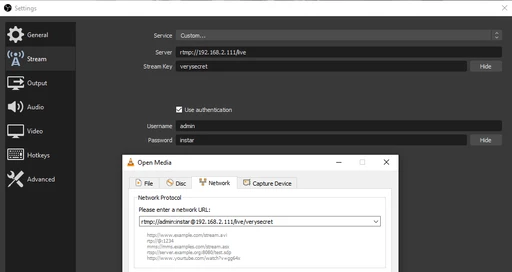 Settings
General
Service Custom...
Stream
Server rtmp://192.168.2.111/live
Stream Key verysecret Hide
Output
Audio
Use authentication
Video
Username admin
Password instar Hide
Hotkeys
Open Media
Advanced
File Disc Network Capture Device
Network Protocol
Please enter a network URL:
rtmp://admin:instar@192.168.2.111/live/verysecret
http://www.example.com/stream.avi
rtp://@:1234
mms://mms.examples.com/stream.asx
rtsp://server.example.org:8080/test.sdp
http://www.youtube.com/watch?v=gg64x